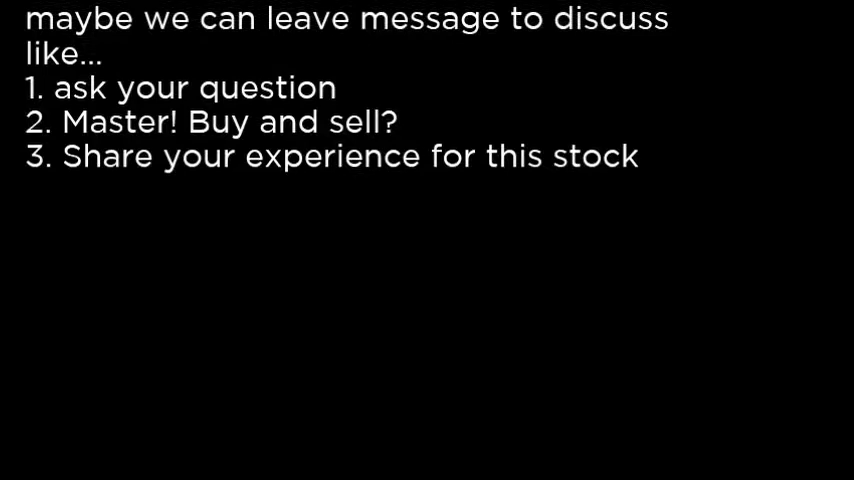 maybe we can leave message to discuss
like...
1. ask your question
2. Master! Buy and sell?
3. Share your experience for this stock